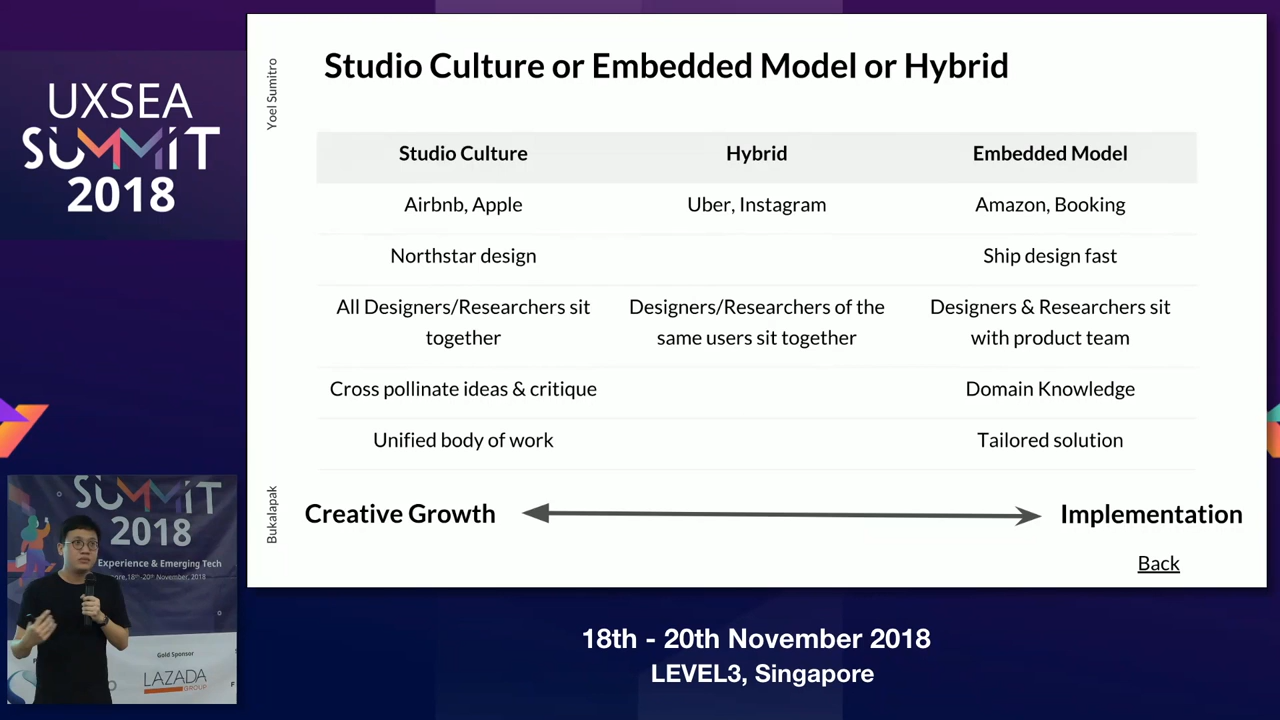 UXSEA
SUMMIT
2018
Yoel Sumitro
Studio Culture or Embedded Model or Hybrid
Studio Culture
Hybrid
Embedded Model
Airbnb, Apple
Uber, Instagram
Amazon, Booking
Northstar design
Ship design fast
All Designers/Researchers sit
together
Designers/Researchers of the
same users sit together
Designers & Researchers sit
with product team
Cross pollinate ideas & critique
Domain Knowledge
Unified body of work
Tailored solution
Bukalapak
Creative Growth
Implementation
Back
SUMMIT
2018
Experience & Emerging Tech
18th-20th November, 2018
Gold Sponsor
LAZADA
GROUP
18th - 20th November 2018
LEVEL3, Singapore